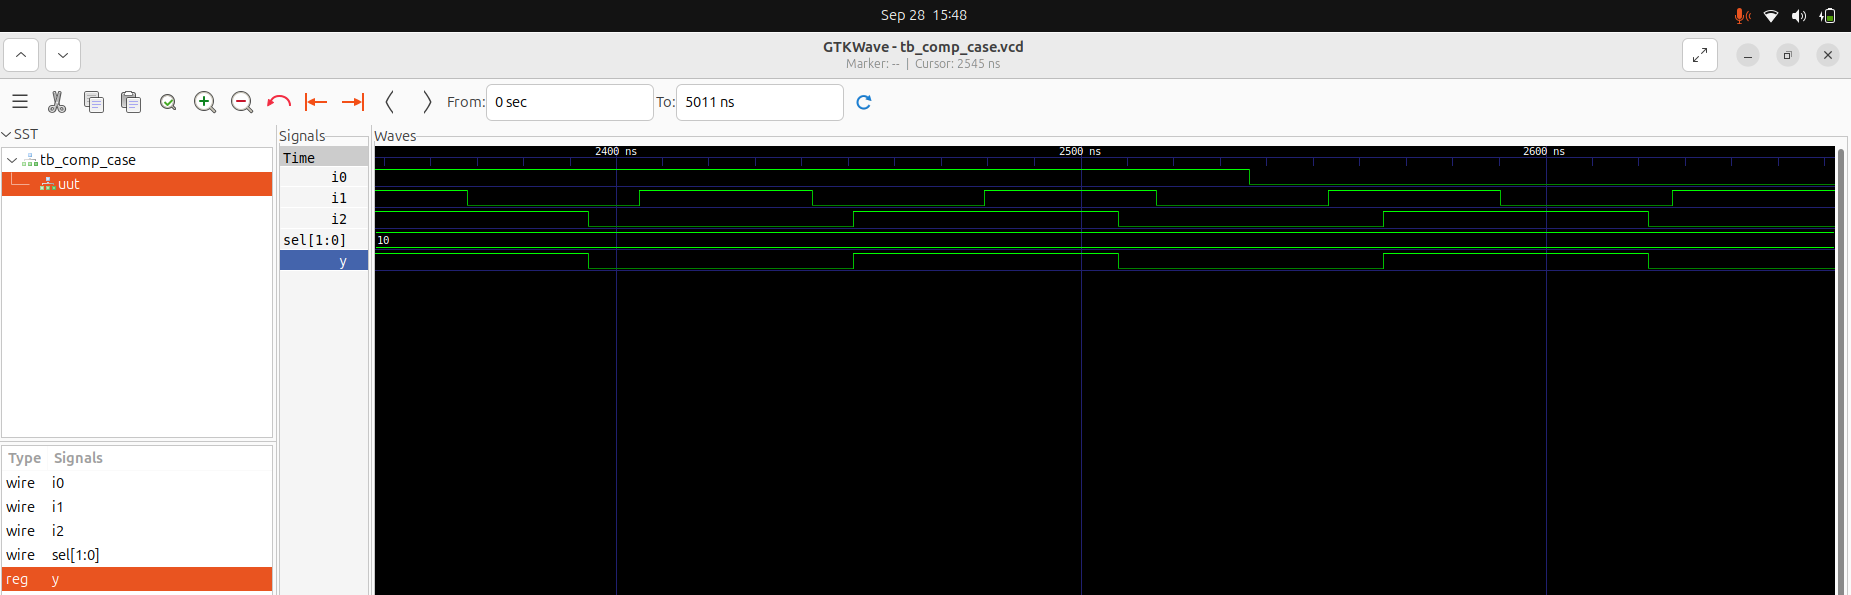 Sep 28 15:48
GTKWave - tb_comp_case.vcd
Marker: -- | Cursor: 2545 ns
From: 0 sec To: 5011 ns
SST
tb_comp_case
uut
Type Signals
wire i0
wire i1
wire i2
wire sel[1:0]
reg y
Signals
Time
i0
i1
i2
sel[1:0]
y
Waves
2400 ns 2500 ns 2600 ns
10